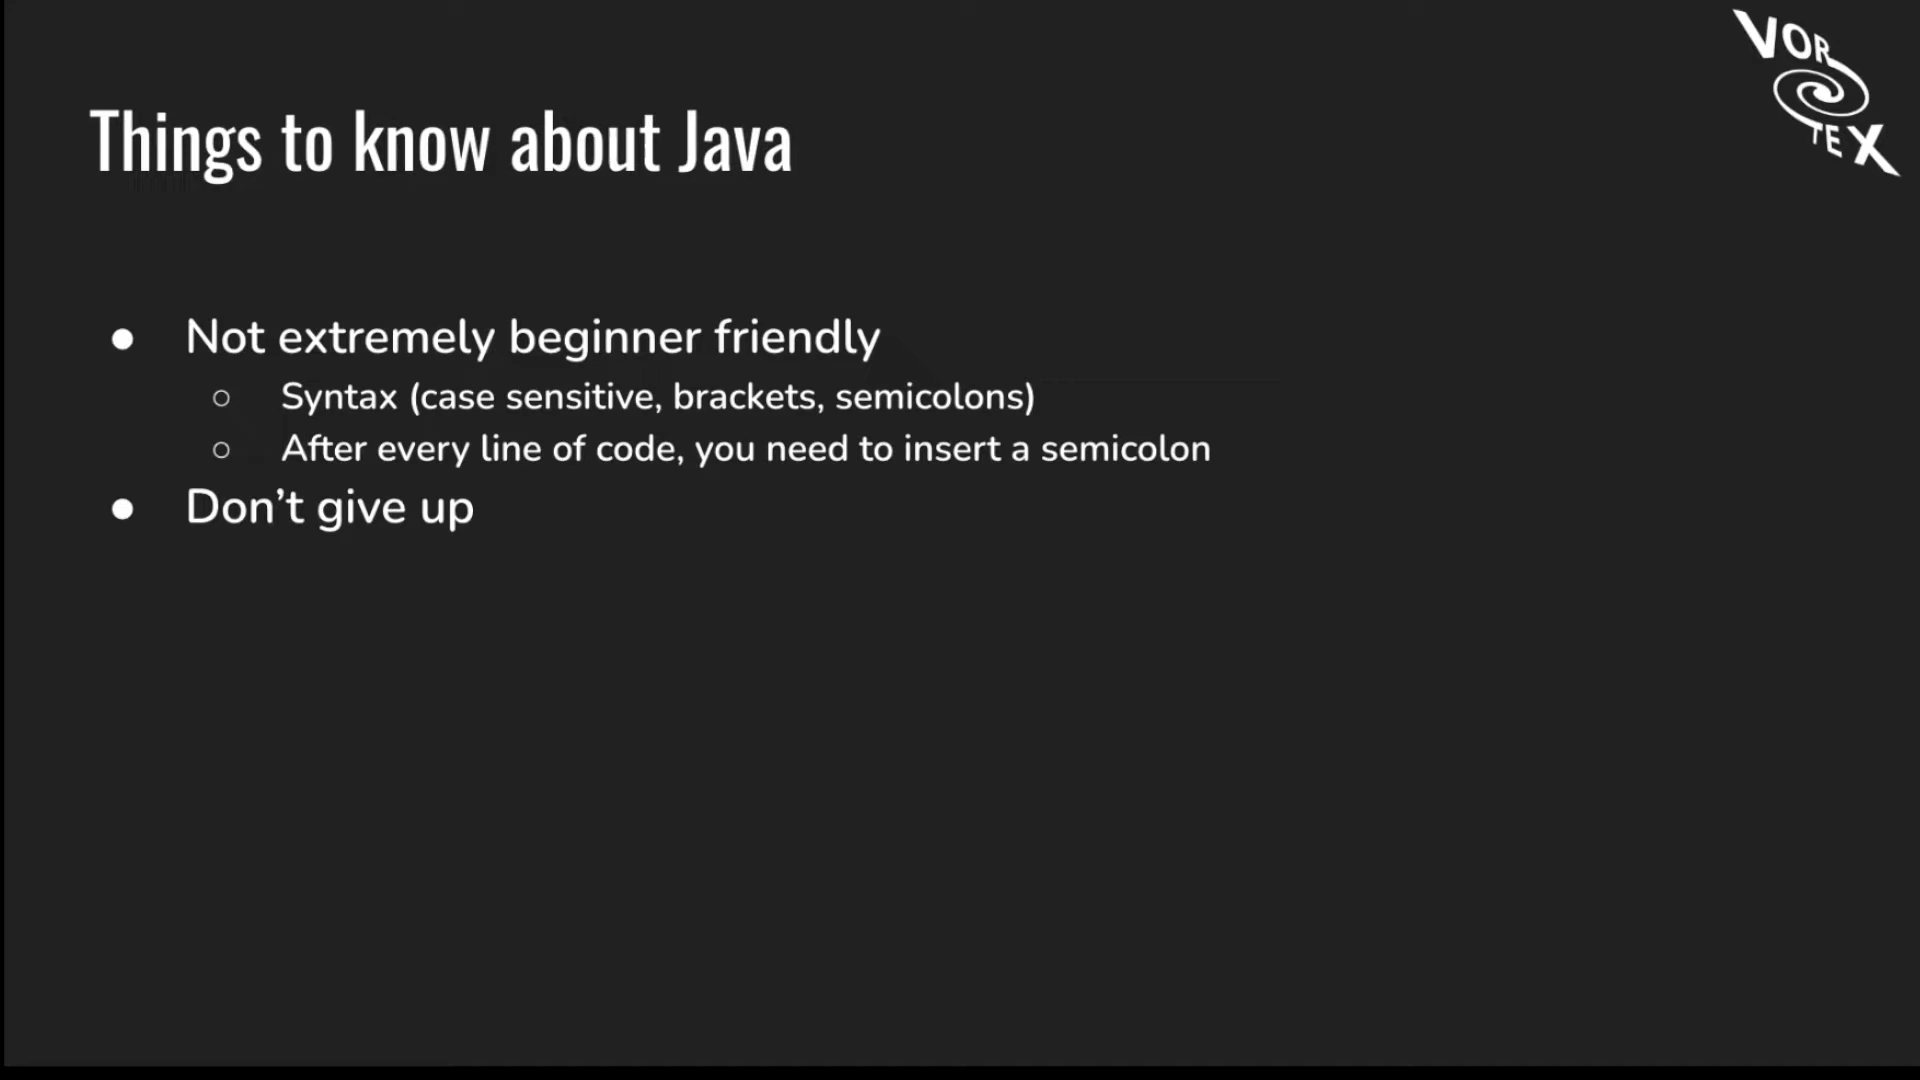 VOR
TEX
Things to know about Java
● Not extremely beginner friendly
○ Syntax (case sensitive, brackets, semicolons)
○ After every line of code, you need to insert a semicolon
● Don’t give up